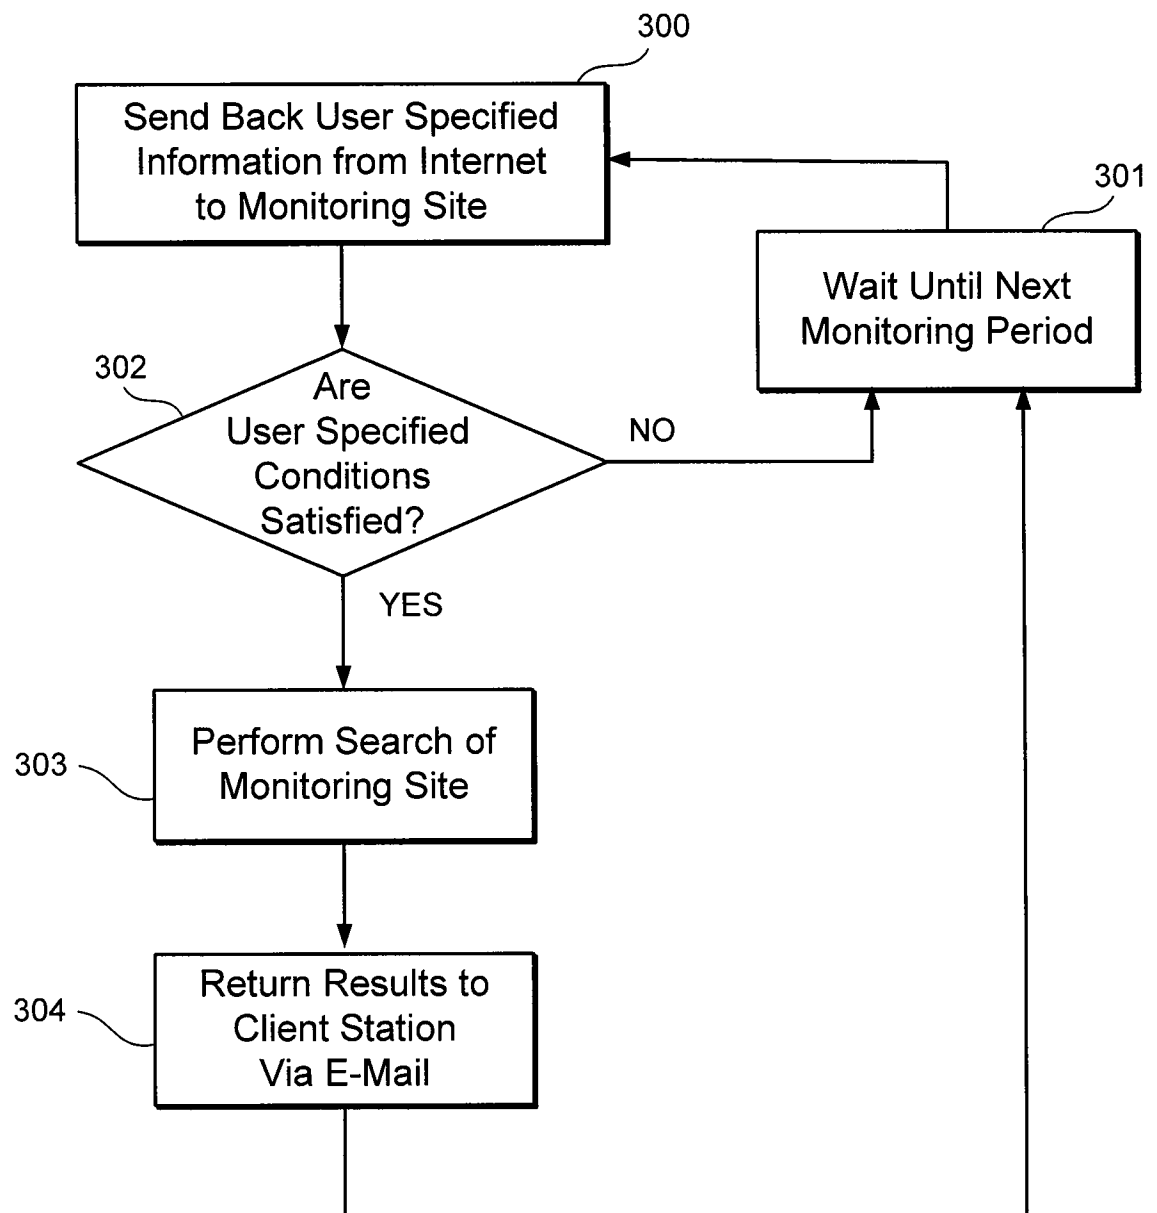 300
Send Back User Specified
Information from Internet
to Monitoring Site
301
Wait Until Next
Monitoring Period
302
Are
User Specified
Conditions
Satisfied?
NO
YES
303
Perform Search of
Monitoring Site
304
Return Results to
Client Station
Via E-Mail